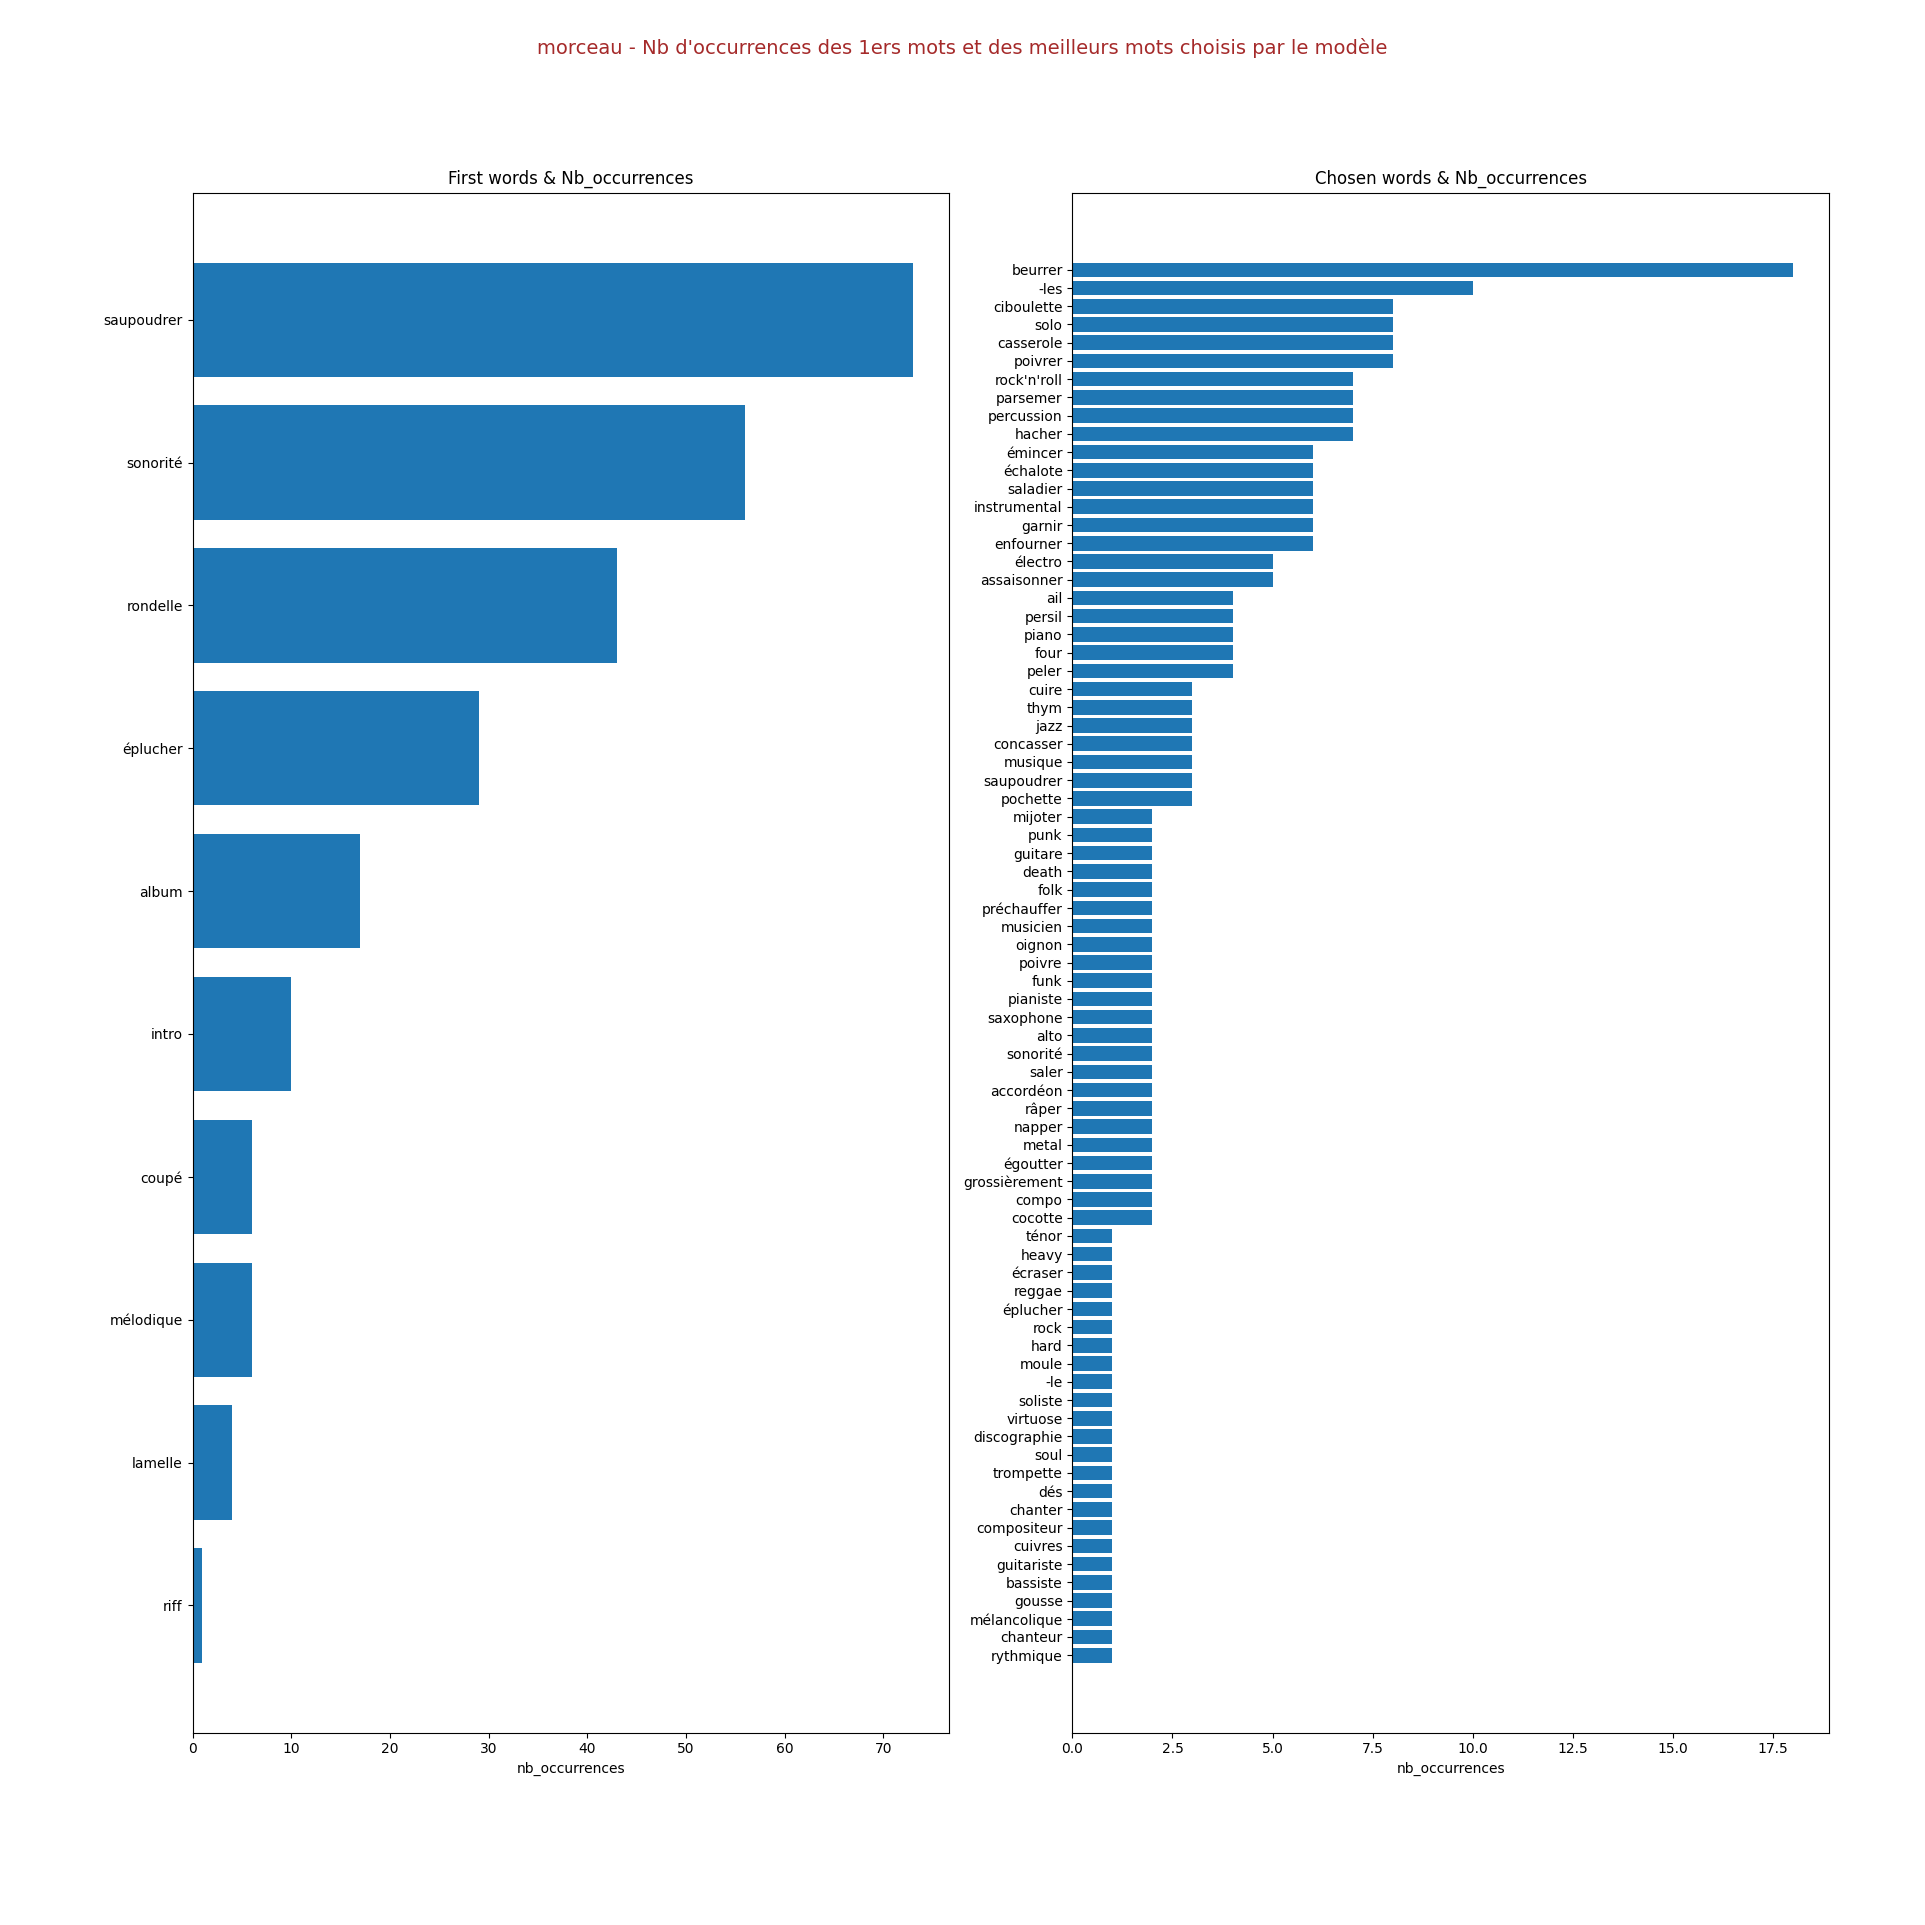 morceau - Nb d'occurrences des 1ers mots et des meilleurs mots choisis par le modèle
First words & Nb_occurrences
saupoudrer
sonorité
rondelle
éplucher
album
intro
coupé
mélodique
lamelle
riff
0 10 20 30 40 50 60 70
nb_occurrences
Chosen words & Nb_occurrences
beurrer
-les
ciboulette
solo
casserole
poivrer
rock'n'roll
parsemer
percussion
hacher
émincer
échalote
saladier
instrumental
garnir
enfourner
électro
assaisonner
ail
persil
piano
four
peler
cuire
thym
jazz
concasser
musique
saupoudrer
pochette
mijoter
punk
guitare
death
folk
préchauffer
musicien
oignon
poivre
funk
pianiste
saxophone
alto
sonorité
saler
accordéon
râper
napper
metal
égoutter
grossièrement
compo
cocotte
ténor
heavy
écraser
reggae
éplucher
rock
hard
moule
-le
soliste
virtuose
discographie
soul
trompette
dés
chanter
compositeur
cuivres
guitariste
bassiste
gousse
mélancolique
chanteur
rythmique
0.0 2.5 5.0 7.5 10.0 12.5 15.0 17.5
nb_occurrences